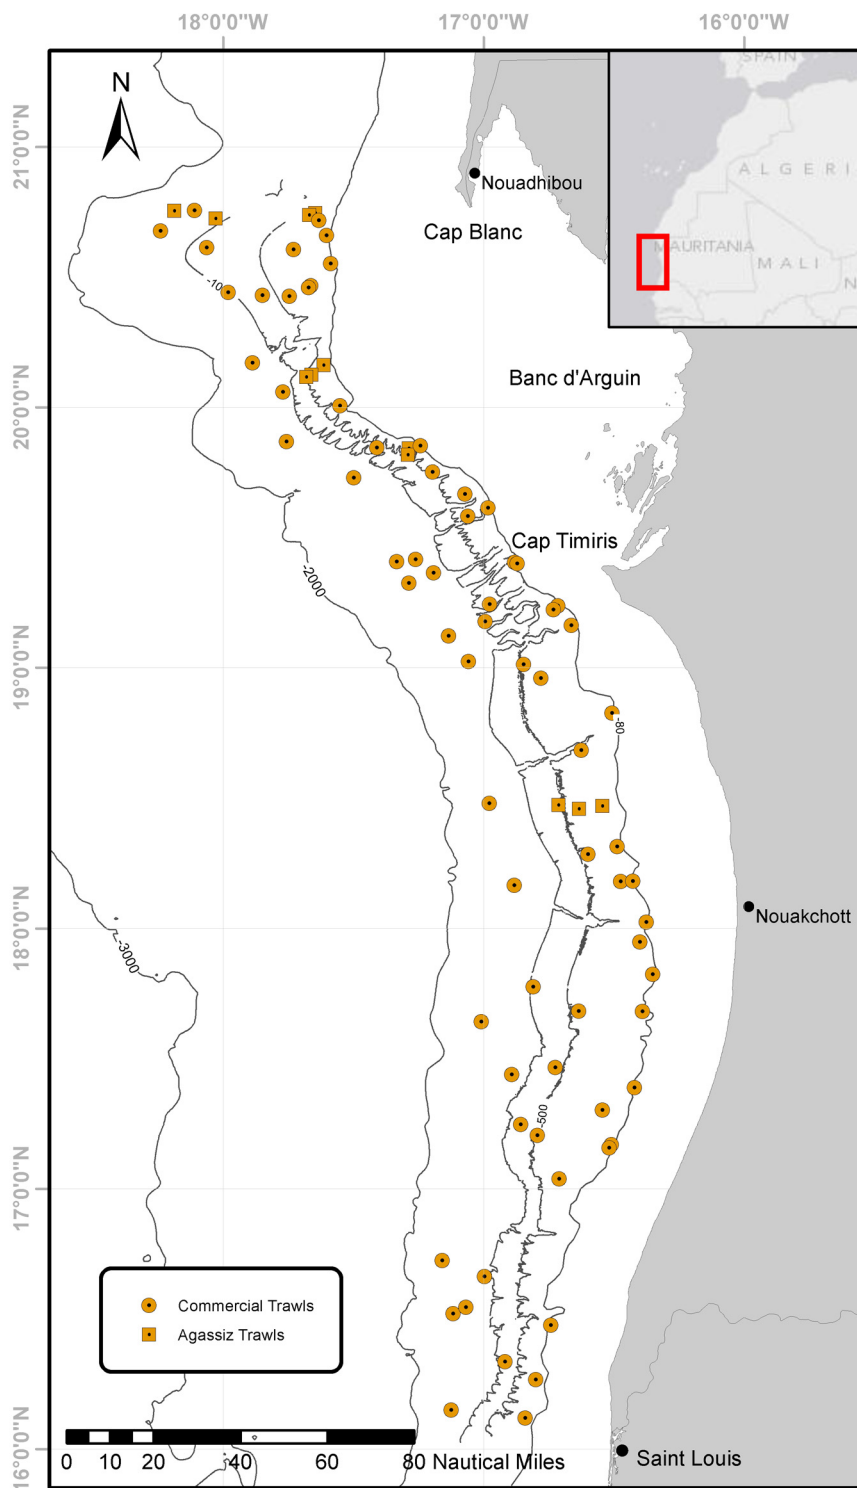 18°0'0"W 17°0'0"W 16°0'0"W
SPAIN
N
21°0'0"N
ALGERI
Nouadhibou
Cap Blanc
MAURITANIA
MALI
N
-10
Banc d'Arguin
20°0'0"N
Cap Timiris
-2000
19°0'0"N
-80
Nouakchott
18°0'0"N
-3000
-500
17°0'0"N
Commercial Trawls
Agassiz Trawls
16°0'0"N
0 10 20 40 60 80 Nautical Miles
Saint Louis